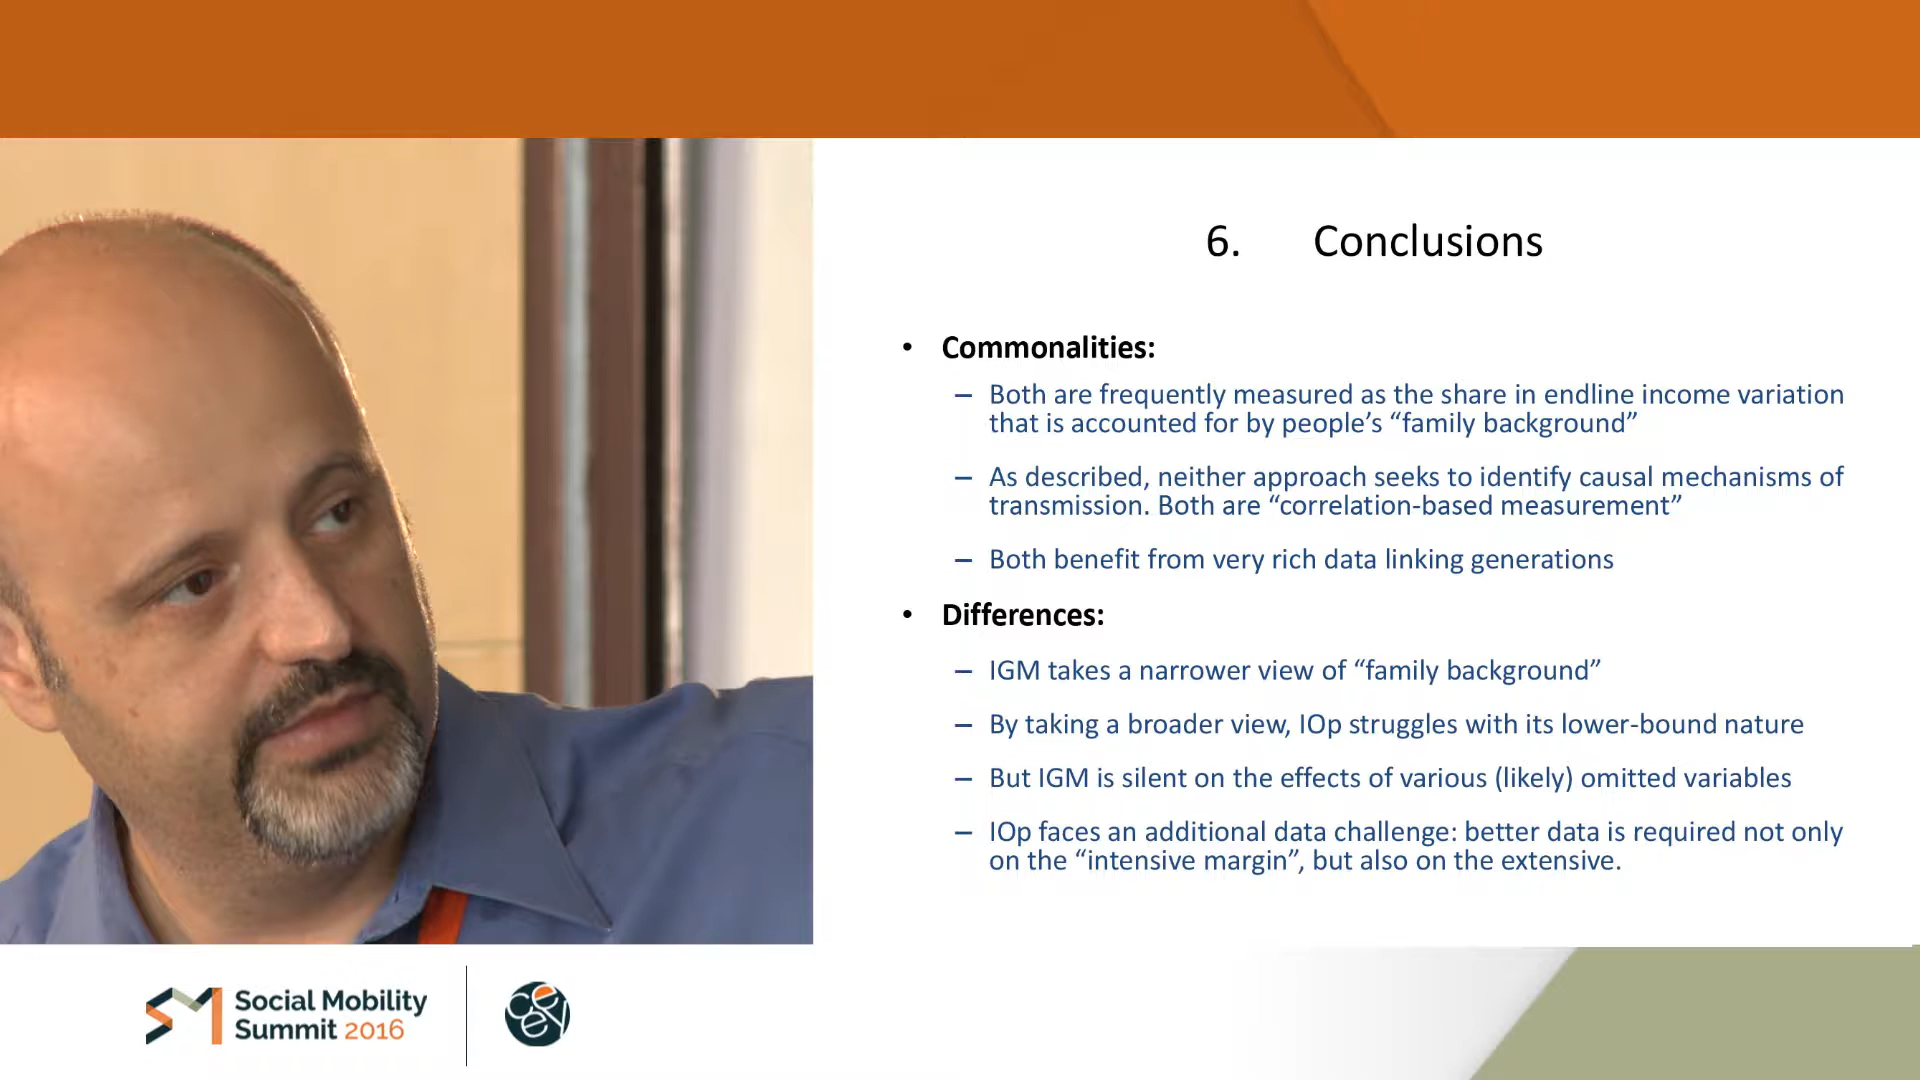 6. Conclusions
• Commonalities:
– Both are frequently measured as the share in endline income variation
that is accounted for by people’s “family background”
– As described, neither approach seeks to identify causal mechanisms of
transmission. Both are “correlation-based measurement”
– Both benefit from very rich data linking generations
• Differences:
– IGM takes a narrower view of “family background”
– By taking a broader view, IOp struggles with its lower-bound nature
– But IGM is silent on the effects of various (likely) omitted variables
– IOp faces an additional data challenge: better data is required not only
on the “intensive margin”, but also on the extensive.
SM
Social Mobility
Summit 2016
ceey